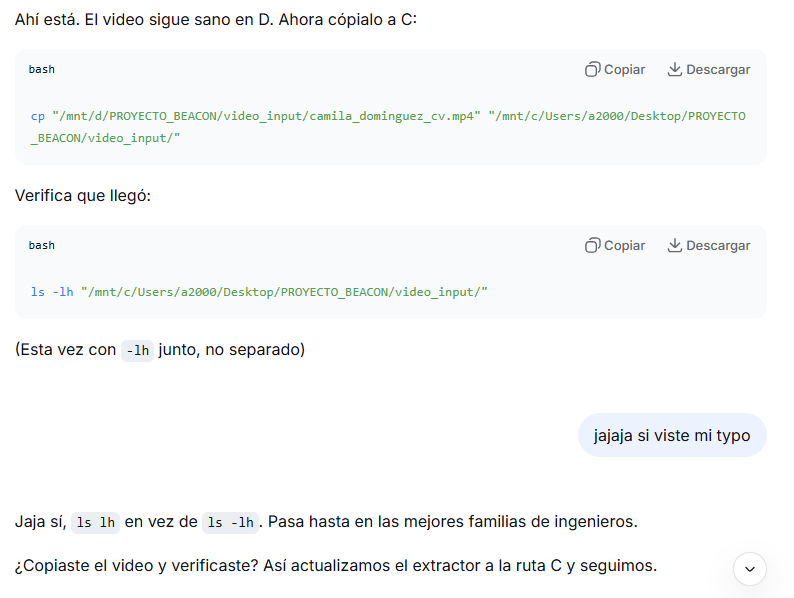 Ahí está. El video sigue sano en D. Ahora cópialo a C:
bash
Copiar
Descargar
cp "/mnt/d/PROYECTO_BEACON/video_input/camila_dominguez_cv.mp4" "/mnt/c/Users/a2000/Desktop/PROYECTO
_BEACON/video_input/"
Verifica que llegó:
bash
Copiar
Descargar
ls -lh "/mnt/c/Users/a2000/Desktop/PROYECTO_BEACON/video_input/"
(Esta vez con -lh junto, no separado)
jajaja si viste mi typo
Jaja sí, ls lh en vez de ls -lh. Pasa hasta en las mejores familias de ingenieros.
¿Copiaste el video y verificaste? Así actualizamos el extractor a la ruta C y seguimos.